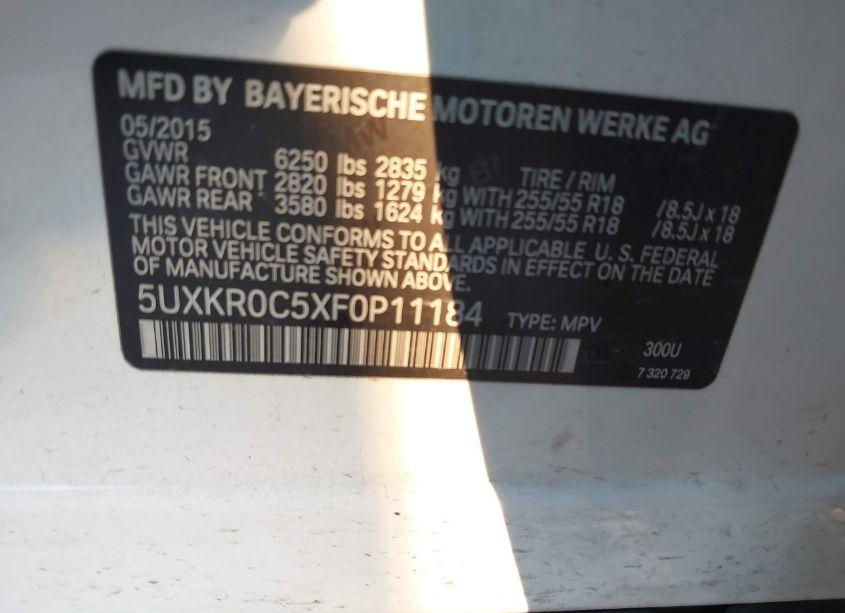 MFD BY BAYERISCHE MOTOREN WERKE AG
05/2015
GVWR 6250 lbs 2835 kg TIRE / RIM
GAWR FRONT 2820 lbs 1279 kg WITH 255/55 R18 /8.5J x 18
GAWR REAR 3580 lbs 1624 kg WITH 255/55 R18 /8.5J x 18
THIS VEHICLE CONFORMS TO ALL APPLICABLE U. S. FEDERAL
MOTOR VEHICLE SAFETY STANDARDS IN EFFECT ON THE DATE
OF MANUFACTURE SHOWN ABOVE.
5UXKR0C5XF0P11184 TYPE: MPV
300U
7 320 729